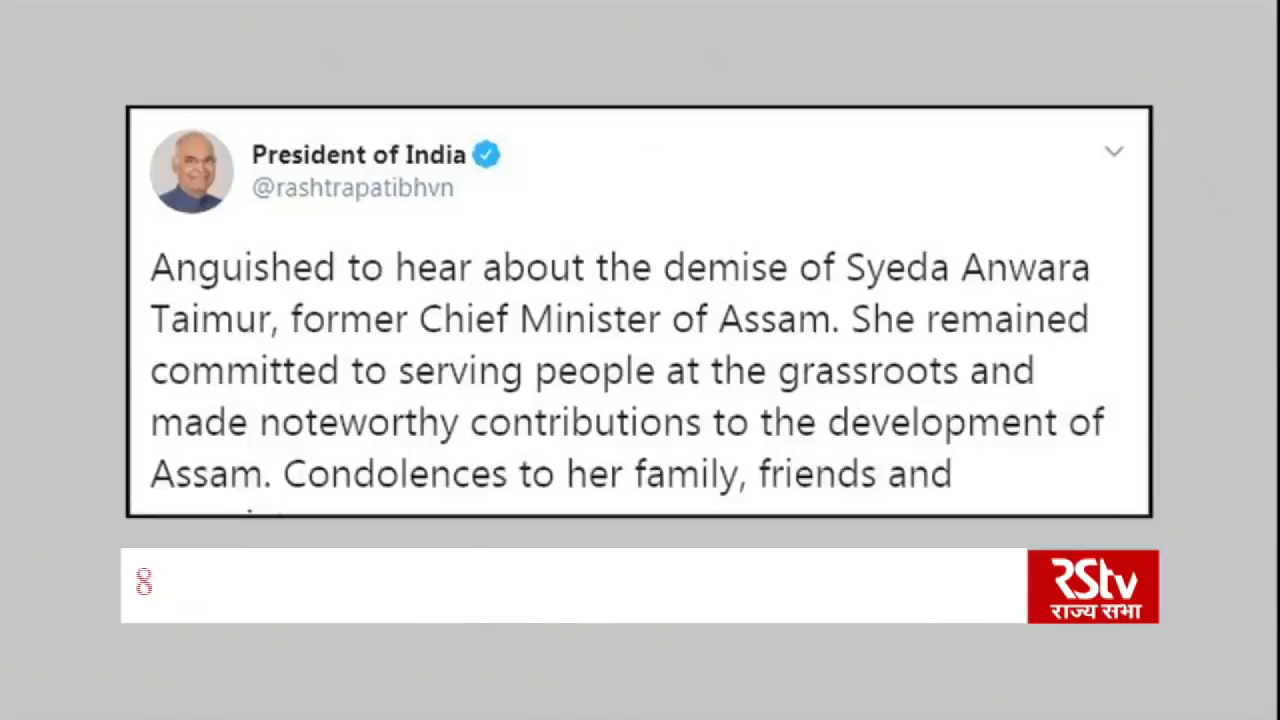 President of India
@rashtrapatibhvn
Anguished to hear about the demise of Syeda Anwara
Taimur, former Chief Minister of Assam. She remained
committed to serving people at the grassroots and
made noteworthy contributions to the development of
Assam. Condolences to her family, friends and
8
RStv
राज्य सभा